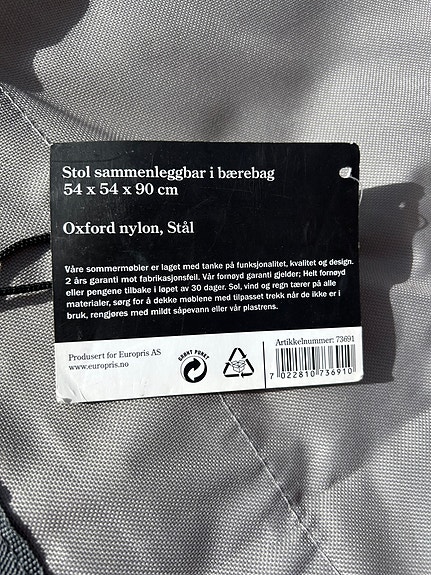 Stol sammenleggbar i bærebag
54 x 54 x 90 cm
Oxford nylon, Stål
Våre sommermøbler er laget med tanke på funksjonalitet, kvalitet og design.
2 års garanti mot fabrikasjonsfeil. Vår fornøyd garanti gjelder; Helt fornøyd
eller pengene tilbake i løpet av 30 dager. Sol, vind og regn tærer på alle
materialer, sørg for å dekke møblene med tilpasset trekk når de ikke er i
bruk, rengjøres med mildt såpevann eller vår plastrens.
Produsert for Europris AS
www.europris.no
GRØNT PUNKT
Artikkelnummer: 73691
7 022810 736910